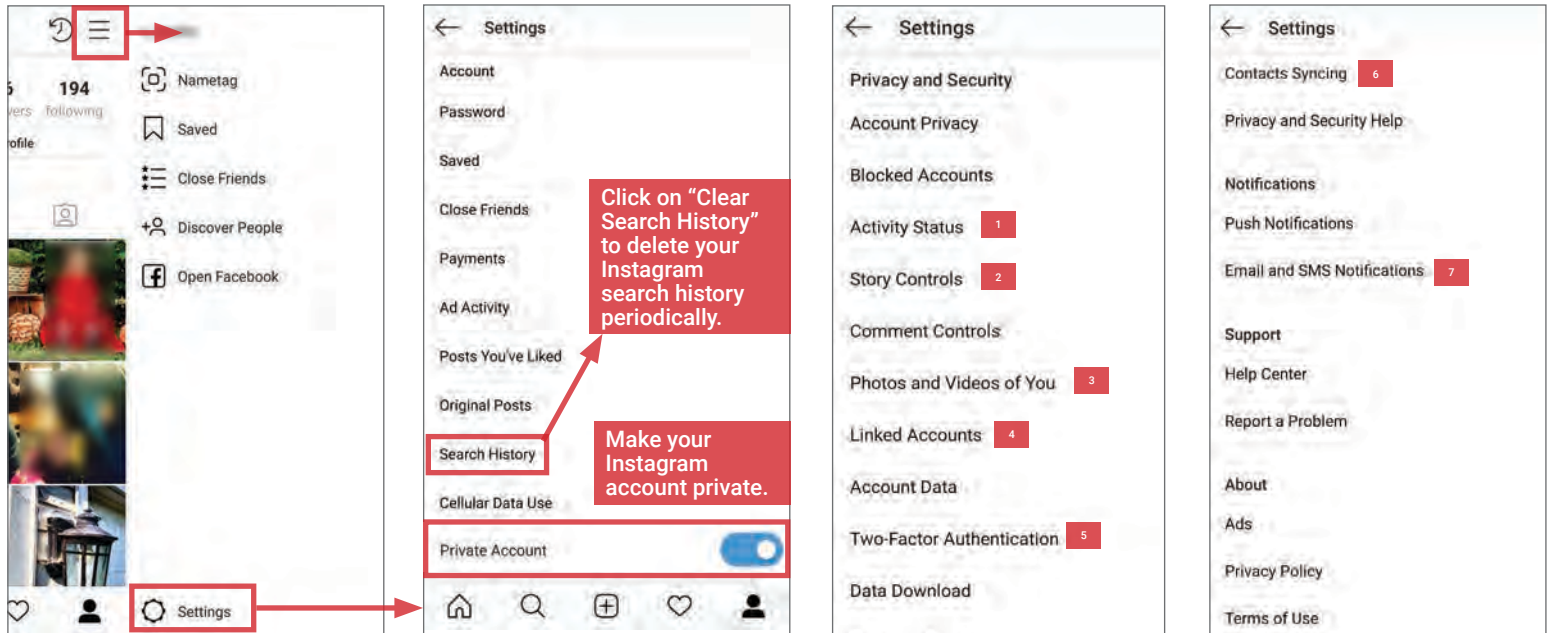 194
vers following
rofile
Nametag
Saved
Close Friends
Discover People
Open Facebook
Settings
Settings
Account
Password
Saved
Close Friends
Payments
Ad Activity
Posts You've Liked
Original Posts
Search History
Cellular Data Use
Private Account
Click on “Clear
Search History”
to delete your
Instagram
search history
periodically.
Make your
Instagram
account private.
Settings
Privacy and Security
Account Privacy
Blocked Accounts
Activity Status 1
Story Controls 2
Comment Controls
Photos and Videos of You 3
Linked Accounts 4
Account Data
Two-Factor Authentication 5
Data Download
Settings
Contacts Syncing 6
Privacy and Security Help
Notifications
Push Notifications
Email and SMS Notifications 7
Support
Help Center
Report a Problem
About
Ads
Privacy Policy
Terms of Use